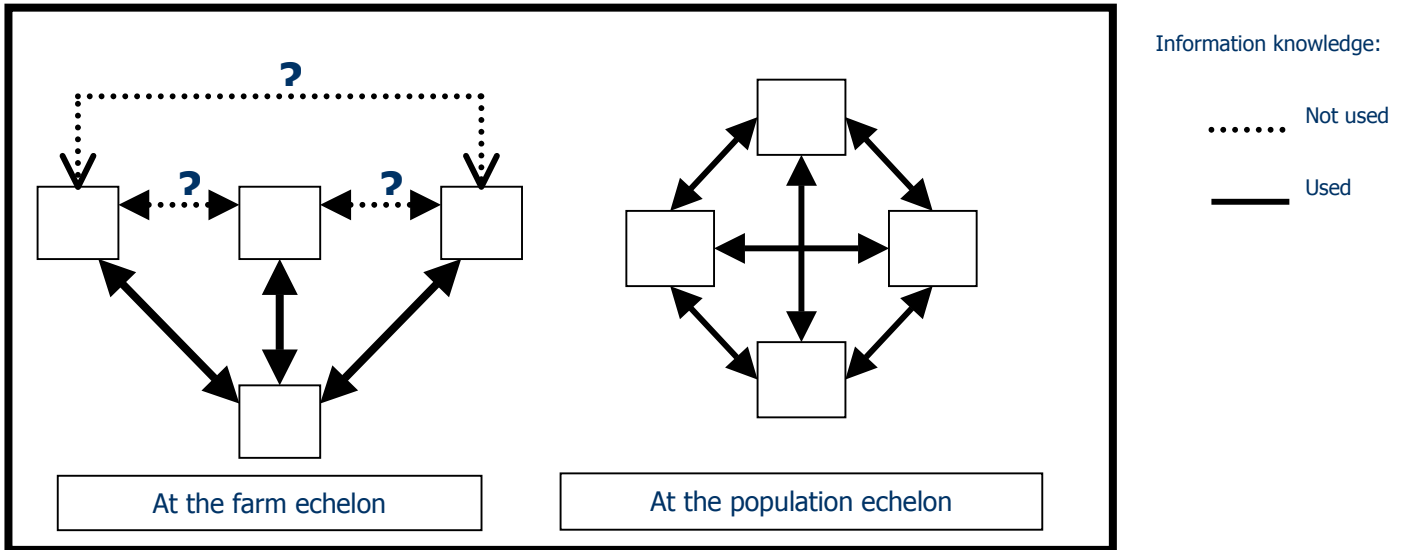 Information knowledge:
?
Not used
? ?
Used
At the farm echelon
At the population echelon